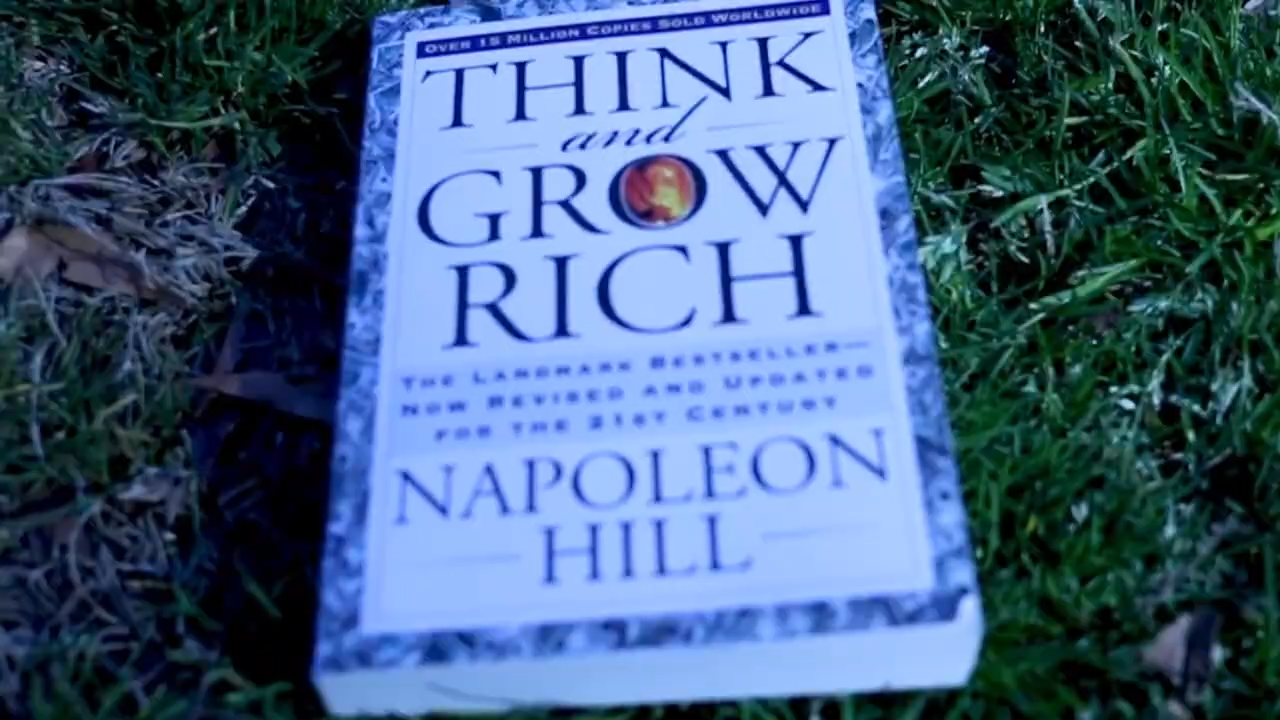 OVER 15 MILLION COPIES SOLD WORLDWIDE
THINK
and
GROW
RICH
THE LANDMARK BESTSELLER—
NOW REVISED AND UPDATED
FOR THE 21ST CENTURY
NAPOLEON
HILL